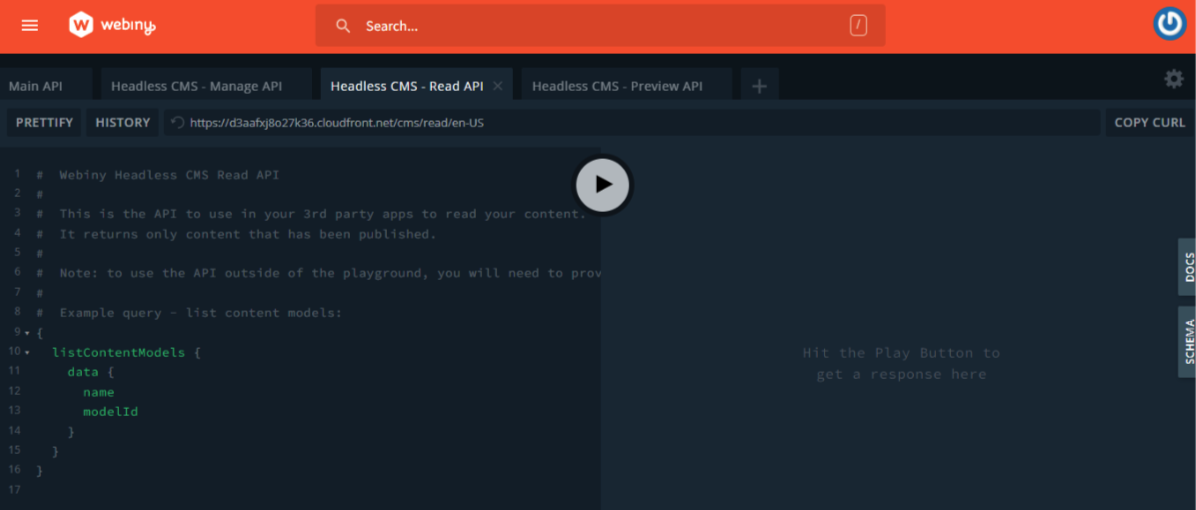 webiny
Search...
/
Main API
Headless CMS - Manage API
Headless CMS - Read API
Headless CMS - Preview API
PRETTIFY
HISTORY
https://d3aafxj8o27k36.cloudfront.net/cms/read/en-US
COPY CURL
1 # Webiny Headless CMS Read API
2 #
3 # This is the API to use in your 3rd party apps to read your content.
4 # It returns only content that has been published.
5 #
6 # Note: to use the API outside of the playground, you will need to prov
7 #
8 # Example query - list content models:
9 {
10 listContentModels {
11 data {
12 name
13 modelId
14 }
15 }
16 }
17
Hit the Play Button to
get a response here
DOCS
SCHEMA